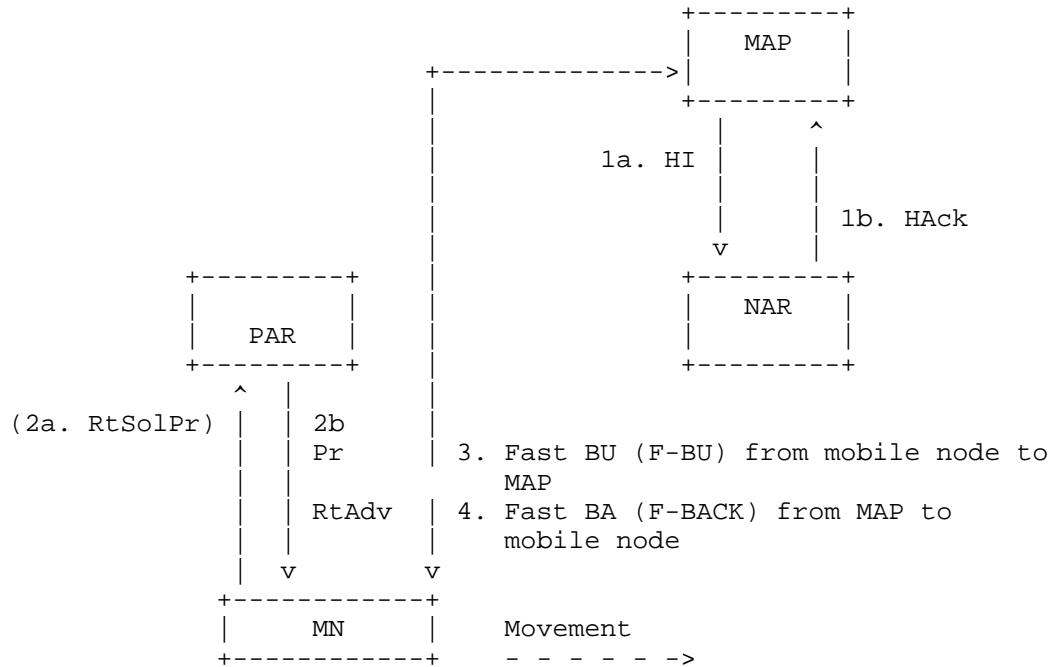 MAP
1a. HI
1b. HAck
NAR
PAR
(2a. RtSolPr) 2b
Pr 3. Fast BU (F-BU) from mobile node to
MAP
RtAdv 4. Fast BA (F-BACK) from MAP to
mobile node
MN Movement